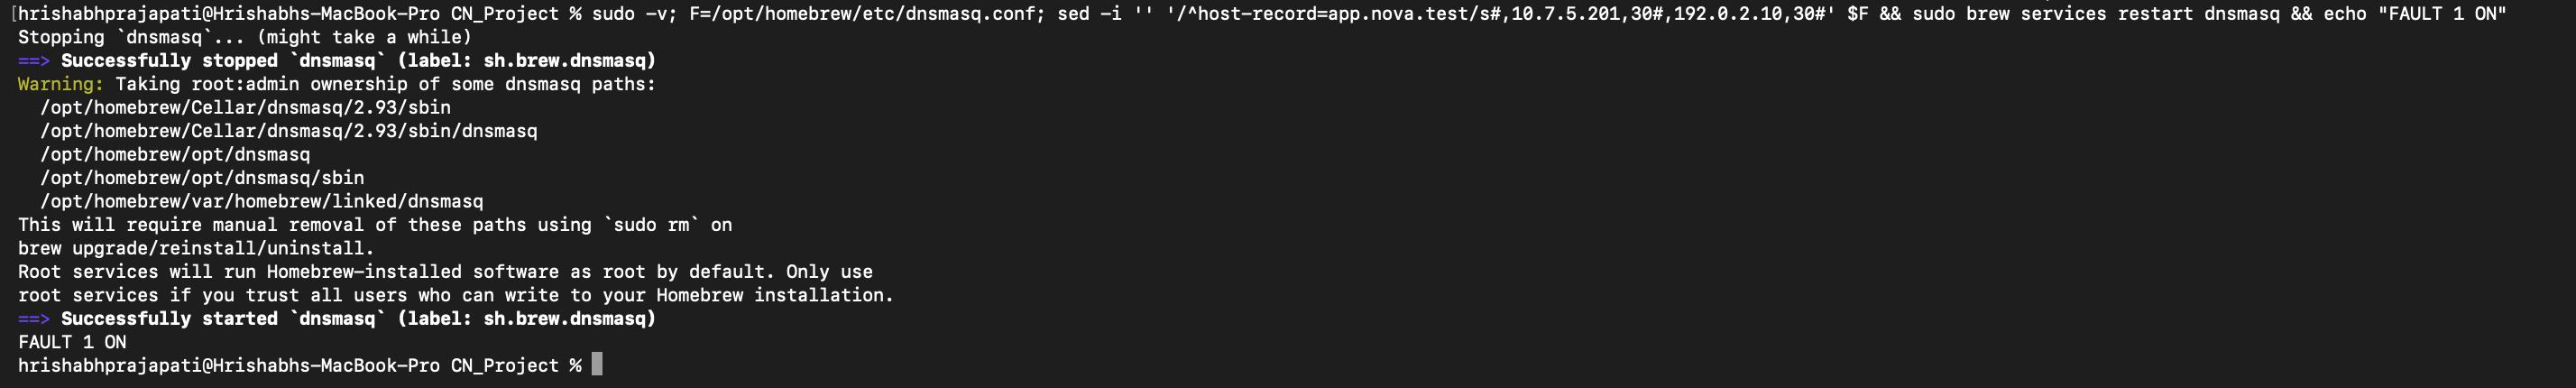 [hrishabhprajapati@Hrishabhs-MacBook-Pro CN_Project % sudo -v; F=/opt/homebrew/etc/dnsmasq.conf; sed -i '' '/^host-record=app.nova.test/s#,10.7.5.201,30#,192.0.2.10,30#' $F && sudo brew services restart dnsmasq && echo "FAULT 1 ON"
Stopping `dnsmasq`... (might take a while)
==> Successfully stopped `dnsmasq` (label: sh.brew.dnsmasq)
Warning: Taking root:admin ownership of some dnsmasq paths:
  /opt/homebrew/Cellar/dnsmasq/2.93/sbin
  /opt/homebrew/Cellar/dnsmasq/2.93/sbin/dnsmasq
  /opt/homebrew/opt/dnsmasq
  /opt/homebrew/opt/dnsmasq/sbin
  /opt/homebrew/var/homebrew/linked/dnsmasq
This will require manual removal of these paths using `sudo rm` on
brew upgrade/reinstall/uninstall.
Root services will run Homebrew-installed software as root by default. Only use
root services if you trust all users who can write to your Homebrew installation.
==> Successfully started `dnsmasq` (label: sh.brew.dnsmasq)
FAULT 1 ON
hrishabhprajapati@Hrishabhs-MacBook-Pro CN_Project %